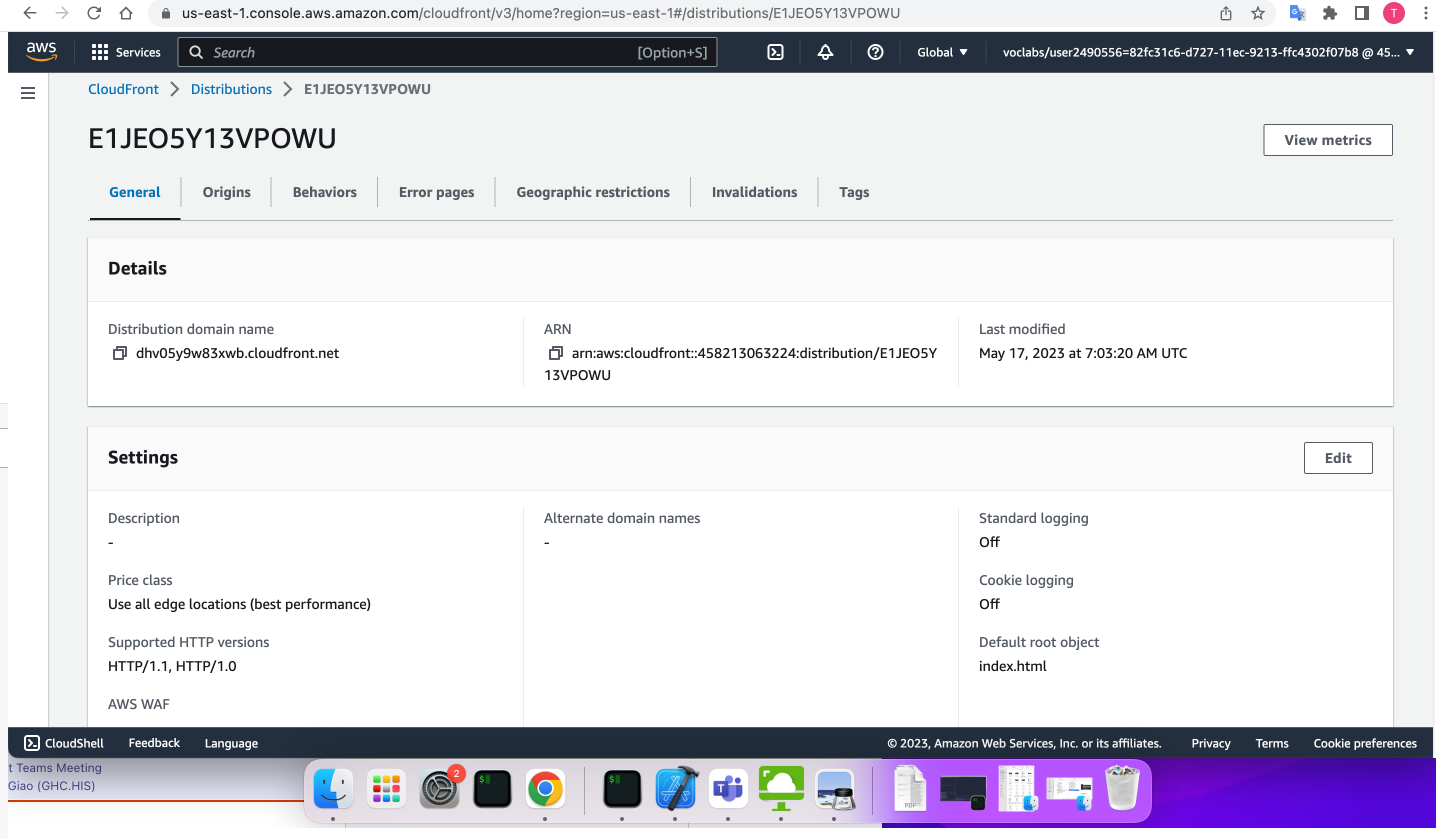 us-east-1.console.aws.amazon.com/cloudfront/v3/home?region=us-east-1#/distributions/E1JEO5Y13VPOWU
T
aws
Services
Search
[Option+S]
Global
voclabs/user2490556=82fc31c6-d727-11ec-9213-ffc4302f07b8 @ 45...
CloudFront > Distributions > E1JEO5Y13VPOWU
E1JEO5Y13VPOWU
View metrics
General
Origins
Behaviors
Error pages
Geographic restrictions
Invalidations
Tags
Details
Distribution domain name
dhv05y9w83xwb.cloudfront.net
ARN
arn:aws:cloudfront::458213063224:distribution/E1JEO5Y
13VPOWU
Last modified
May 17, 2023 at 7:03:20 AM UTC
Settings
Edit
Description
-
Price class
Use all edge locations (best performance)
Supported HTTP versions
HTTP/1.1, HTTP/1.0
AWS WAF
Alternate domain names
-
Standard logging
Off
Cookie logging
Off
Default root object
index.html
CloudShell
Feedback
Language
© 2023, Amazon Web Services, Inc. or its affiliates.
Privacy
Terms
Cookie preferences
t Teams Meeting
Giao (GHC.HIS)
2
PDF